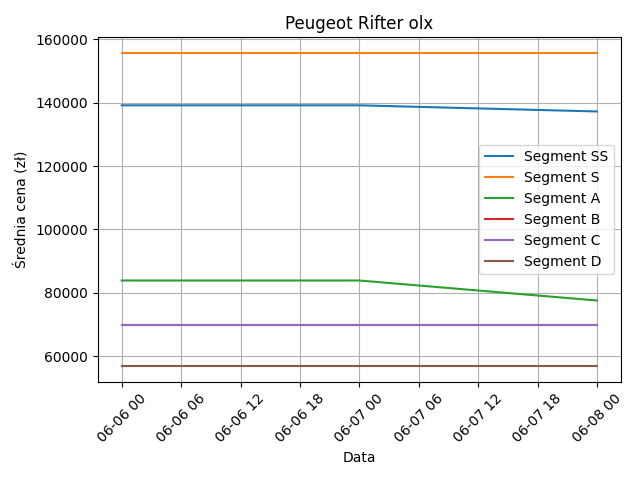 Peugeot Rifter olx
160000
140000
120000
100000
80000
60000
Średnia cena (zł)
Segment SS
Segment S
Segment A
Segment B
Segment C
Segment D
06-06 00
06-06 06
06-06 12
06-06 18
06-07 00
06-07 06
06-07 12
06-07 18
06-08 00
Data